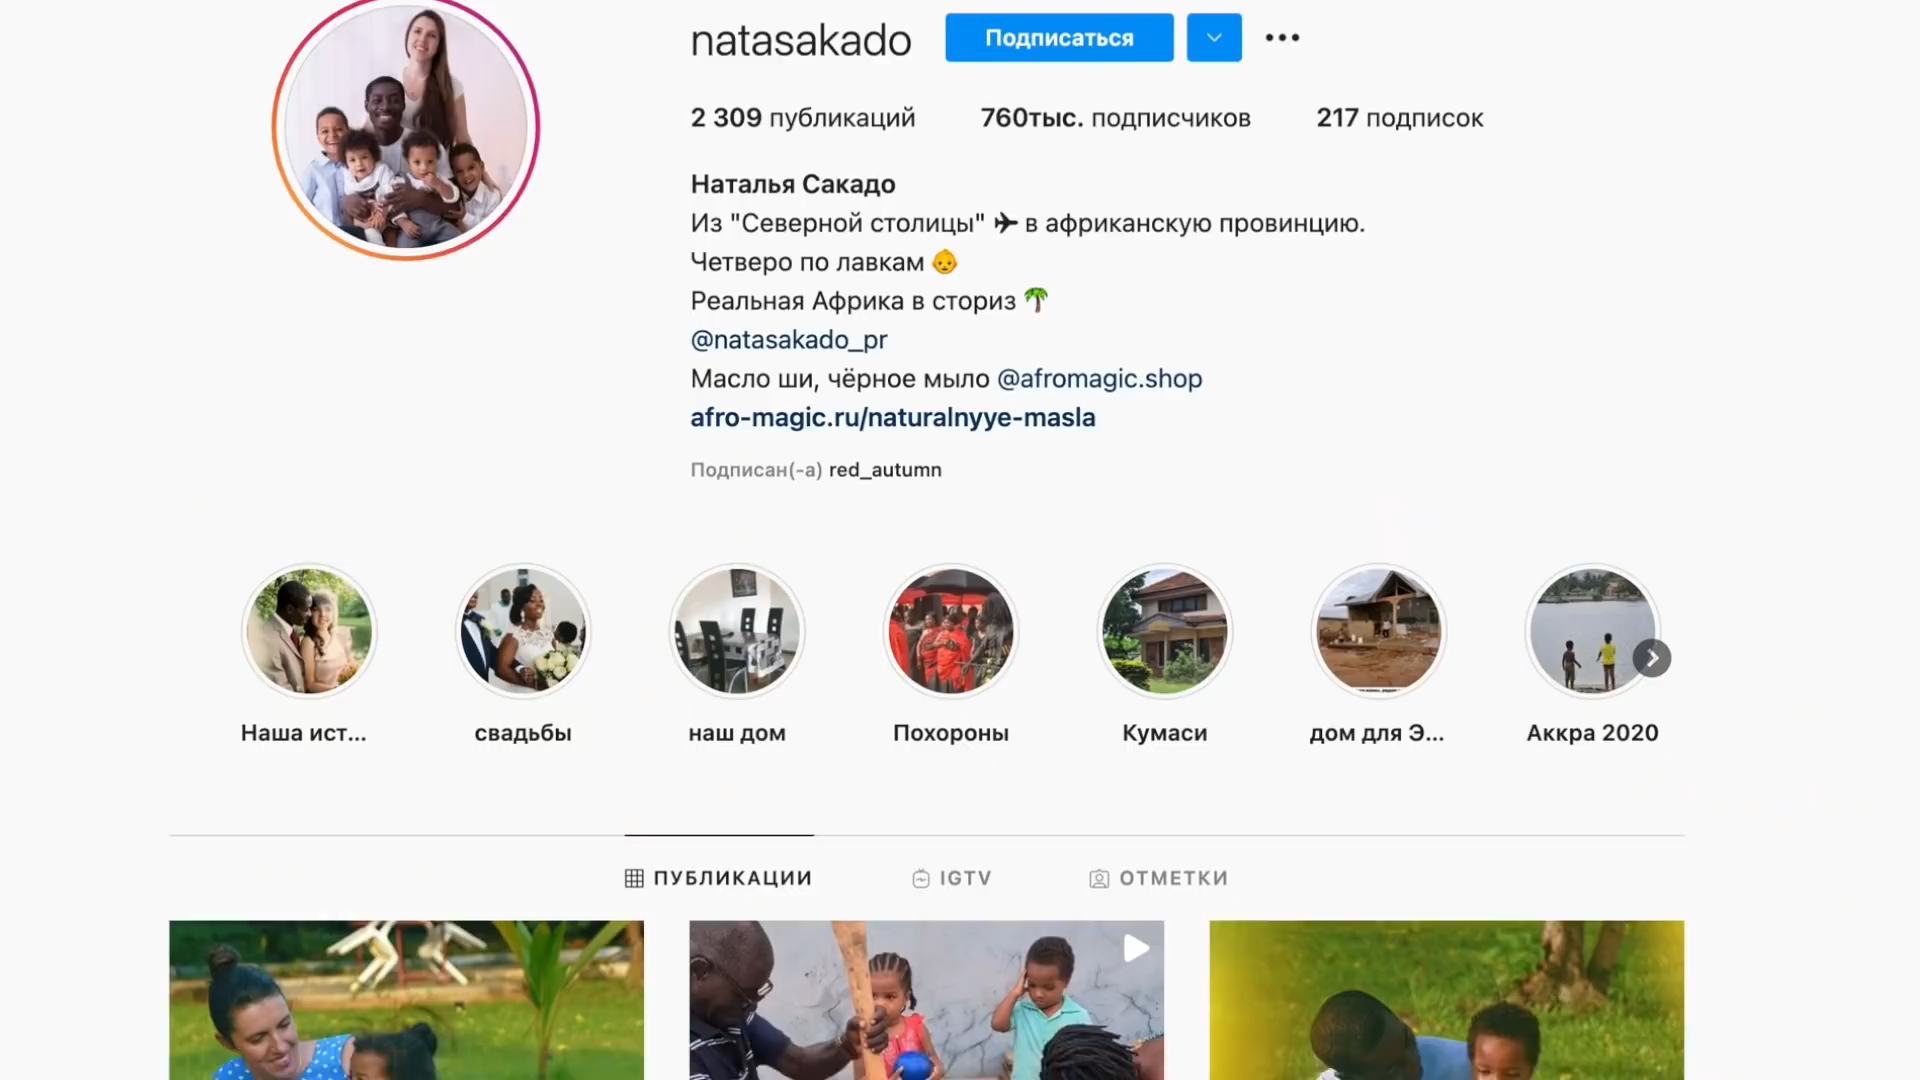 natasakado
Подписаться
2 309 публикаций
760тыс. подписчиков
217 подписок
Наталья Сакадо
Из "Северной столицы" ✈ в африканскую провинцию.
Четверо по лавкам 👶
Реальная Африка в сториз 🌴
@natasakado_pr
Масло ши, чёрное мыло @afromagic.shop
afro-magic.ru/naturalnyye-masla
Подписан(-а) red_autumn
Наша ист...
свадьбы
наш дом
Похороны
Кумаси
дом для Э...
Аккра 2020
ПУБЛИКАЦИИ
IGTV
ОТМЕТКИ